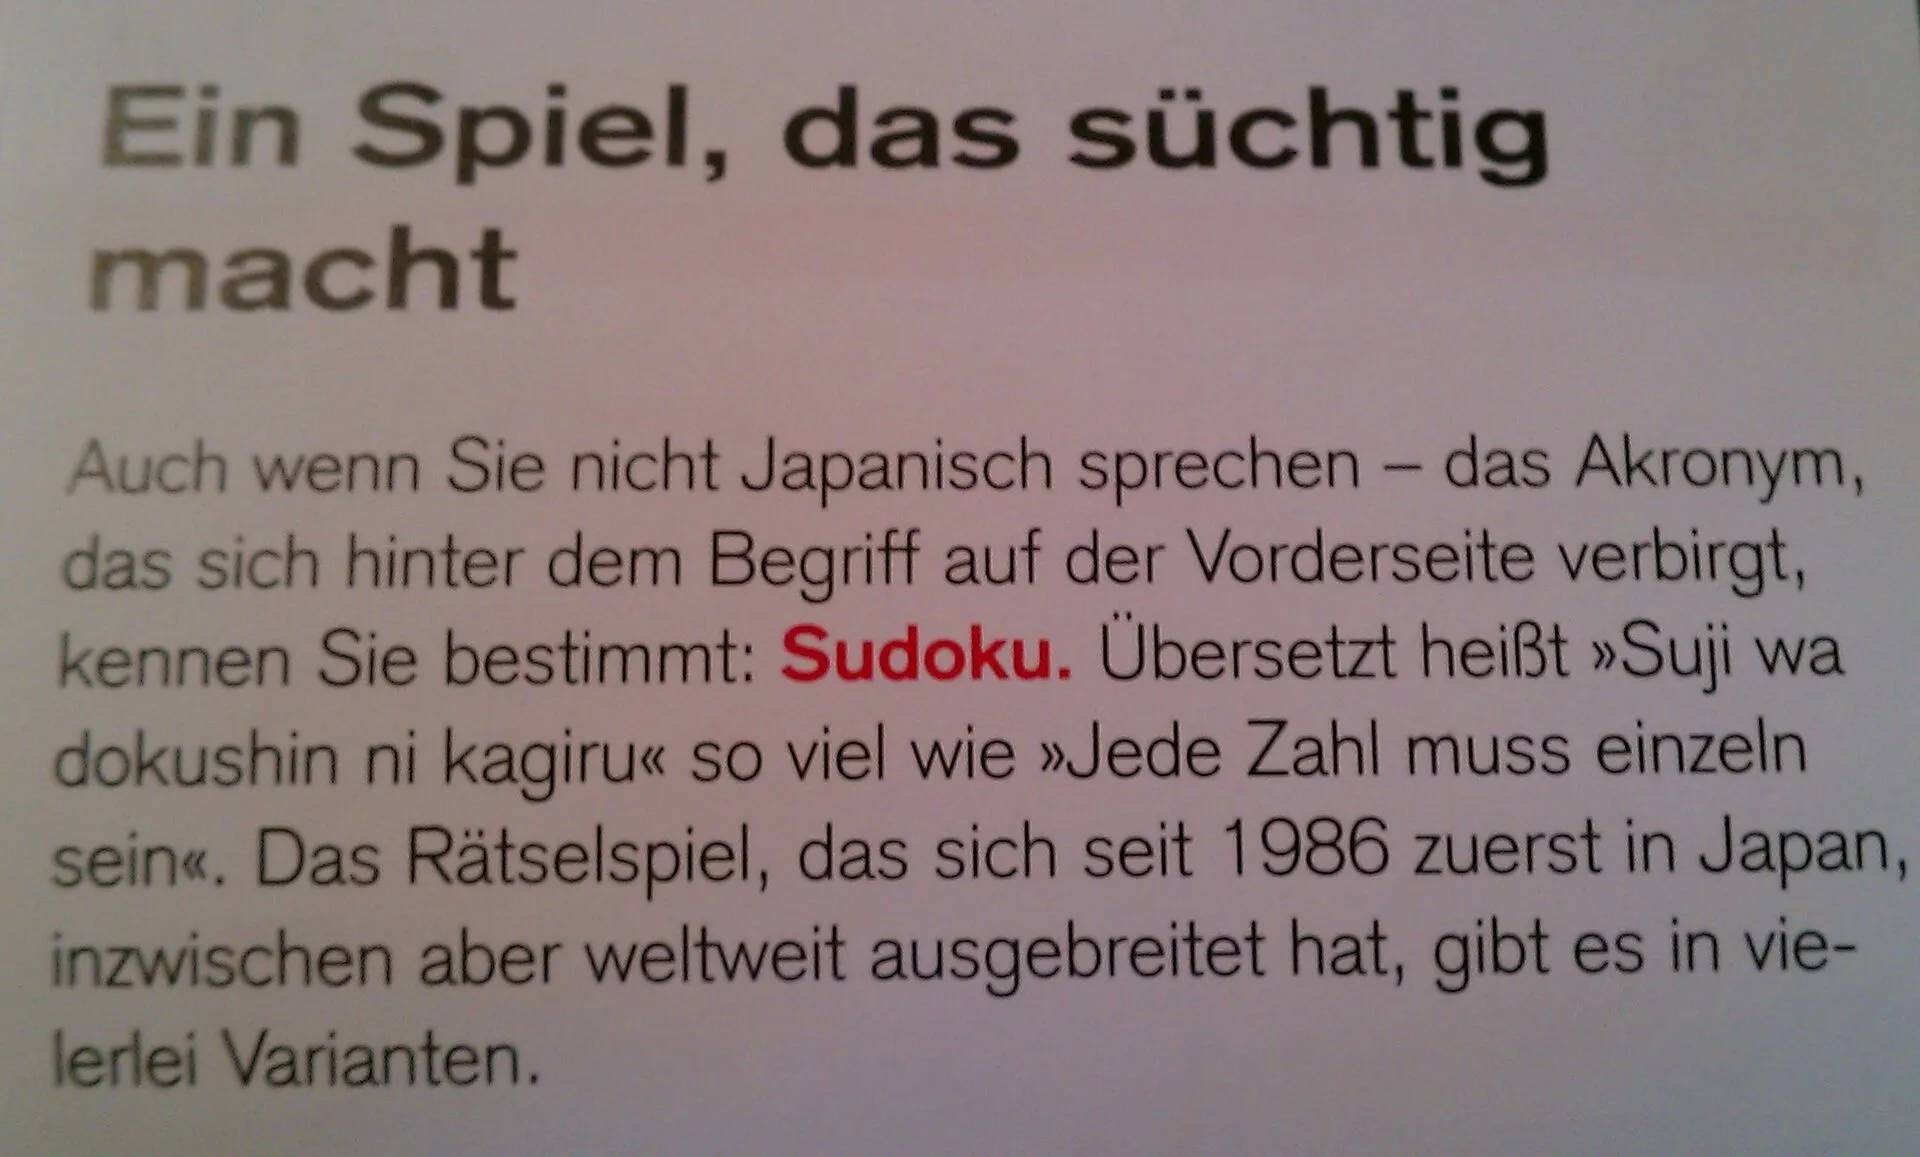 Ein Spiel, das süchtig
macht
Auch wenn Sie nicht Japanisch sprechen – das Akronym,
das sich hinter dem Begriff auf der Vorderseite verbirgt,
kennen Sie bestimmt: Sudoku. Übersetzt heißt »Suji wa
dokushin ni kagiru« so viel wie »Jede Zahl muss einzeln
sein«. Das Rätselspiel, das sich seit 1986 zuerst in Japan,
inzwischen aber weltweit ausgebreitet hat, gibt es in vie-
lerlei Varianten.